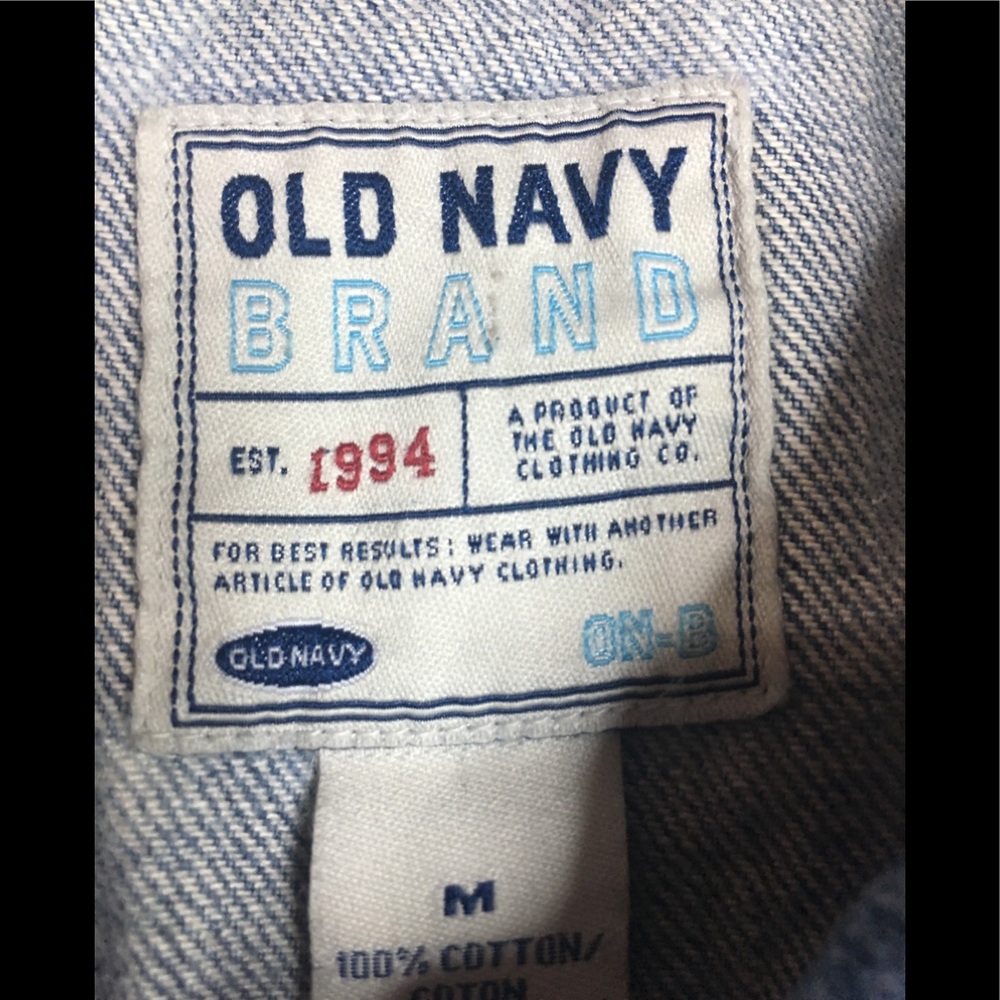 OLD NAVY
BRAND
EST. 1994
A PRODUCT OF
THE OLD NAVY
CLOTHING CO.
FOR BEST RESULTS: WEAR WITH ANOTHER
ARTICLE OF OLD NAVY CLOTHING.
OLD NAVY
ON-B
M
100% COTTON/
COTON